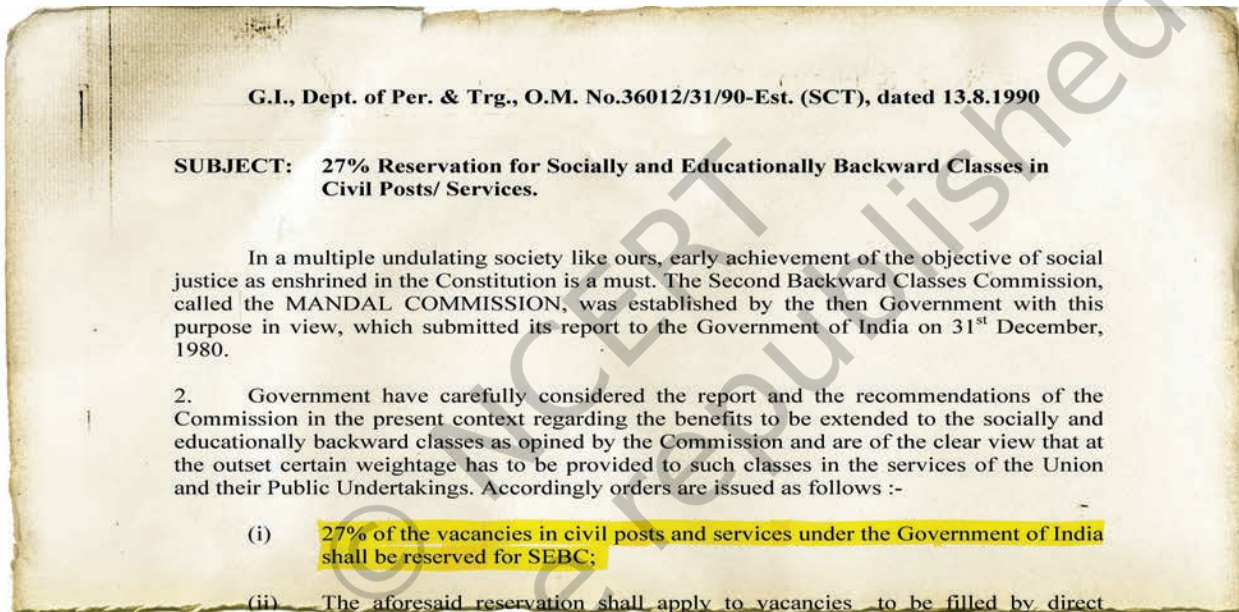 G.I., Dept. of Per. & Trg., O.M. No.36012/31/90-Est. (SCT), dated 13.8.1990
SUBJECT: 27% Reservation for Socially and Educationally Backward Classes in
Civil Posts/ Services.
In a multiple undulating society like ours, early achievement of the objective of social
justice as enshrined in the Constitution is a must. The Second Backward Classes Commission,
called the MANDAL COMMISSION, was established by the then Government with this
purpose in view, which submitted its report to the Government of India on 31st December,
1980.
2. Government have carefully considered the report and the recommendations of the
Commission in the present context regarding the benefits to be extended to the socially and
educationally backward classes as opined by the Commission and are of the clear view that at
the outset certain weightage has to be provided to such classes in the services of the Union
and their Public Undertakings. Accordingly orders are issued as follows :-
(i) 27% of the vacancies in civil posts and services under the Government of India
shall be reserved for SEBC;
(ii) The aforesaid reservation shall apply to vacancies to be filled by direct
© NCERT
republished